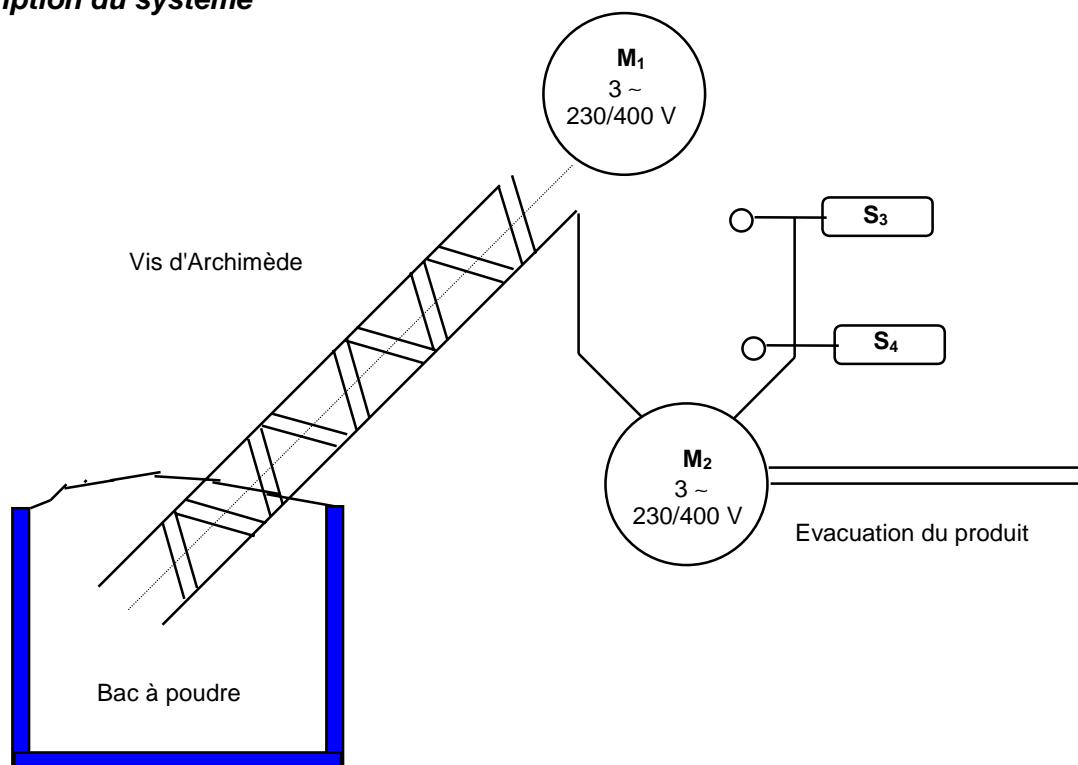 ption du système
M₁
3 ~
230/400 V
S₃
Vis d'Archimède
S₄
M₂
3 ~
230/400 V
Evacuation du produit
Bac à poudre